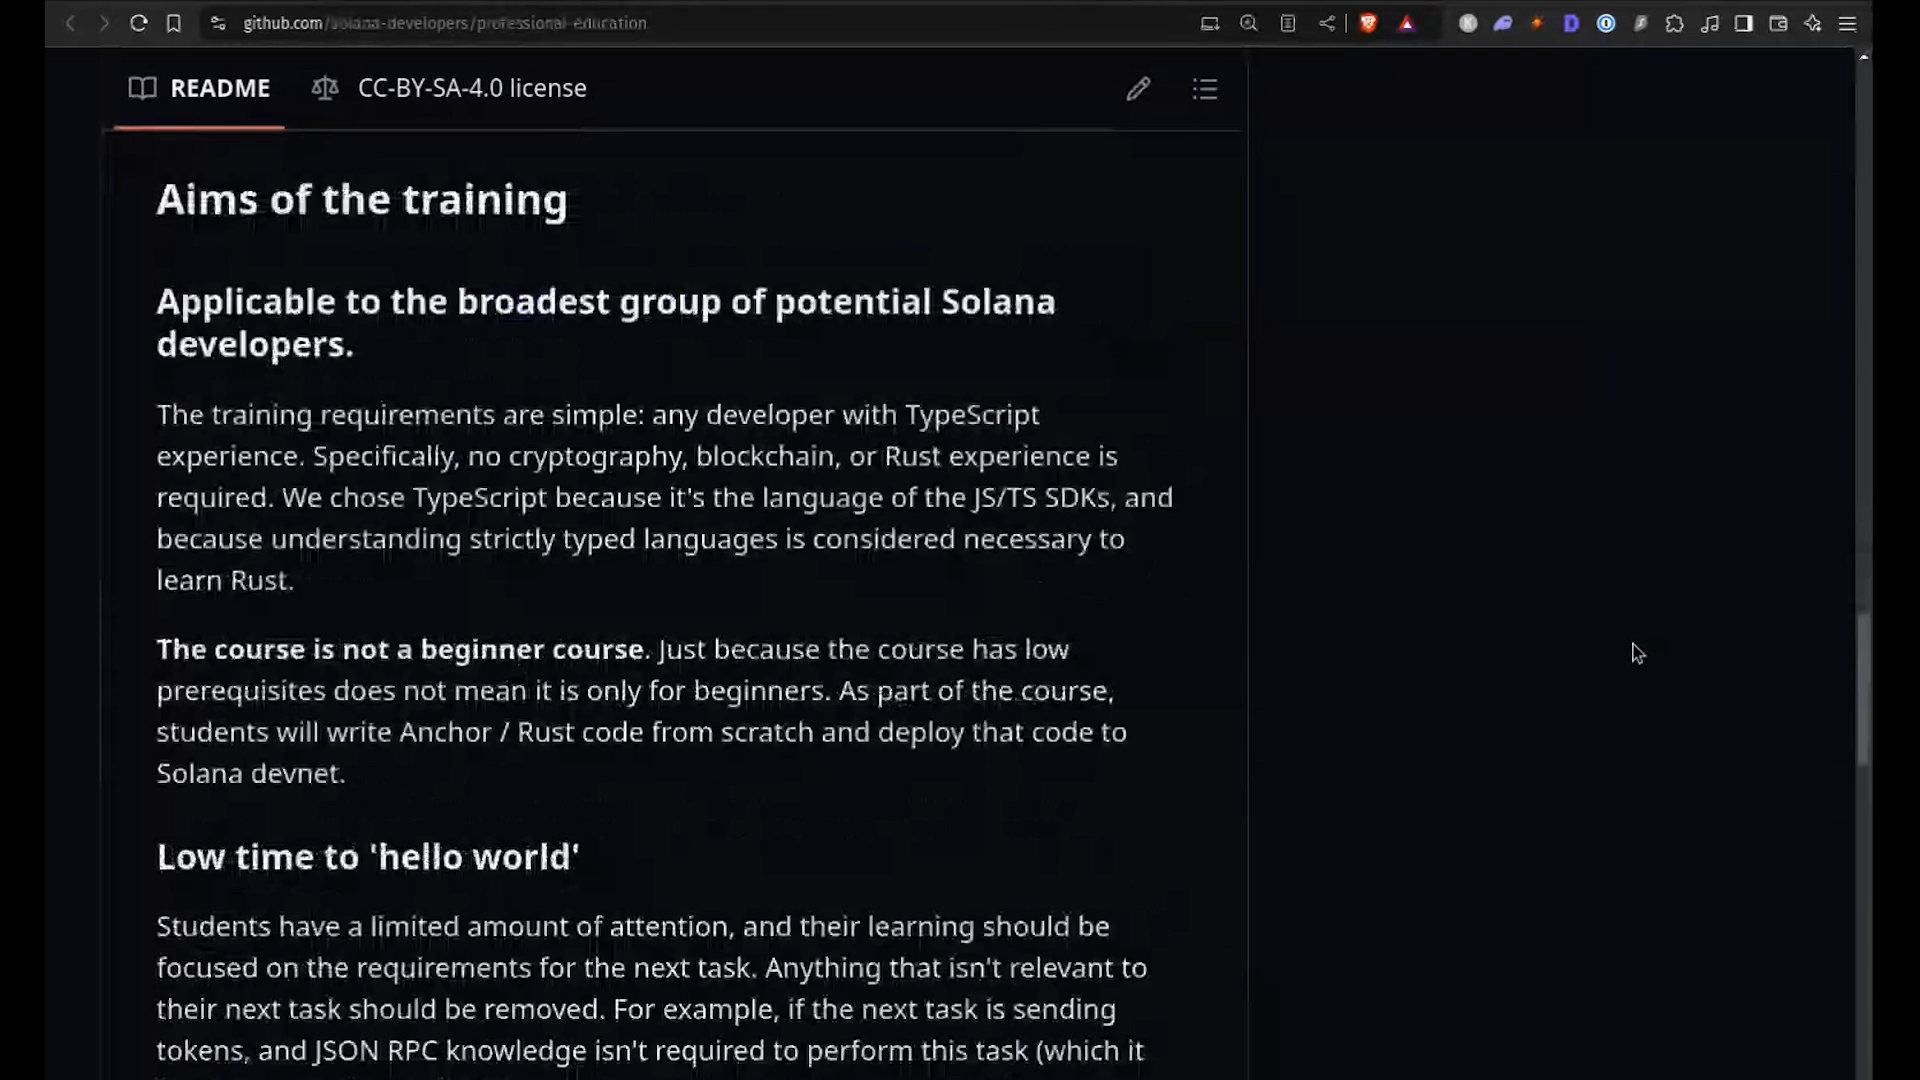 github.com/solana-developers/professional-education
README
CC-BY-SA-4.0 license
Aims of the training
Applicable to the broadest group of potential Solana
developers.
The training requirements are simple: any developer with TypeScript
experience. Specifically, no cryptography, blockchain, or Rust experience is
required. We chose TypeScript because it's the language of the JS/TS SDKs, and
because understanding strictly typed languages is considered necessary to
learn Rust.
The course is not a beginner course. Just because the course has low
prerequisites does not mean it is only for beginners. As part of the course,
students will write Anchor / Rust code from scratch and deploy that code to
Solana devnet.
Low time to 'hello world'
Students have a limited amount of attention, and their learning should be
focused on the requirements for the next task. Anything that isn't relevant to
their next task should be removed. For example, if the next task is sending
tokens, and JSON RPC knowledge isn't required to perform this task (which it